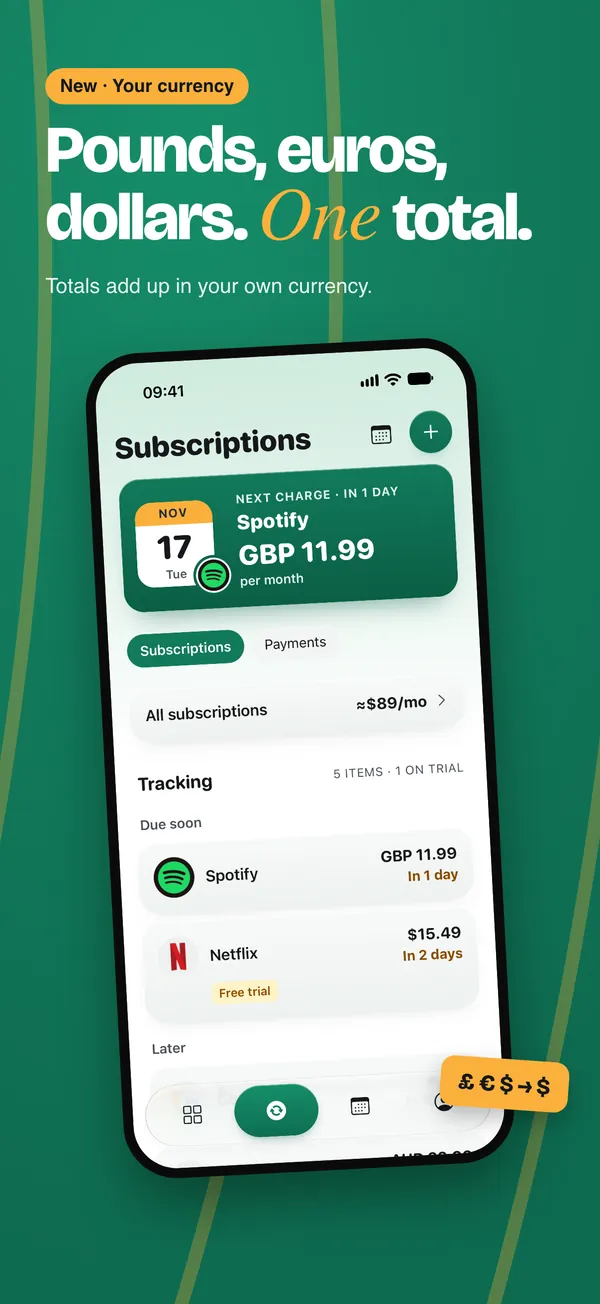 New · Your currency
Pounds, euros,
dollars. One total.
Totals add up in your own currency.
09:41
Subscriptions
NOV
17
Tue
NEXT CHARGE · IN 1 DAY
Spotify
GBP 11.99
per month
Subscriptions
Payments
All subscriptions
≈$89/mo
Tracking
5 ITEMS · 1 ON TRIAL
Due soon
Spotify
GBP 11.99
In 1 day
N
Netflix
$15.49
In 2 days
Free trial
Later
£ € $ → $